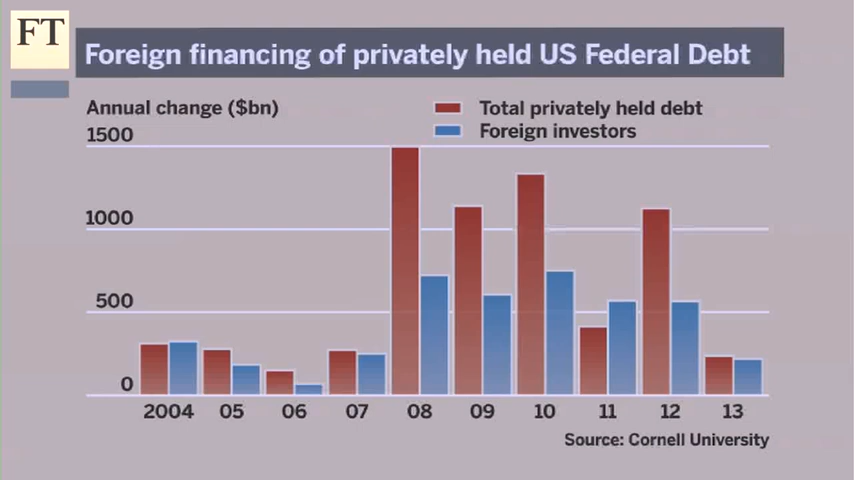 FT
Foreign financing of privately held US Federal Debt
Annual change ($bn)
Total privately held debt
Foreign investors
1500
1000
500
0
2004 05 06 07 08 09 10 11 12 13
Source: Cornell University